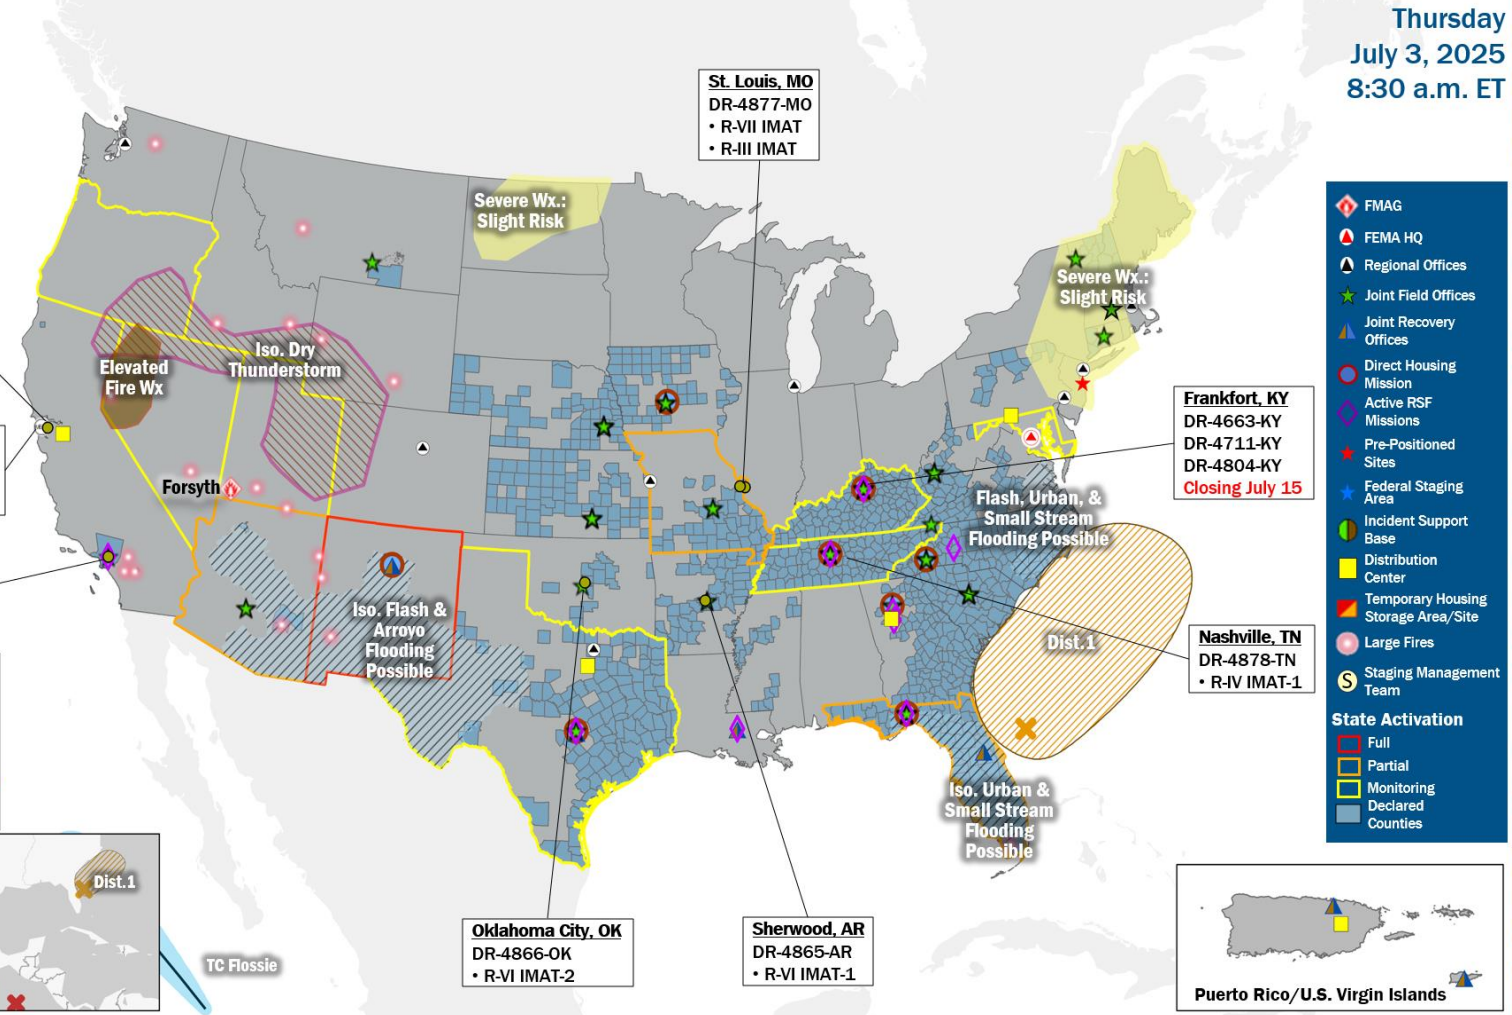 Thursday
July 3, 2025
8:30 a.m. ET
St. Louis, MO
DR-4877-MO
• R-VII IMAT
• R-III IMAT
Severe Wx.:
Slight Risk
Severe Wx.:
Slight Risk
Iso. Dry
Thunderstorm
Elevated
Fire Wx
Forsyth
Frankfort, KY
DR-4663-KY
DR-4711-KY
DR-4804-KY
Closing July 15
Flash, Urban, &
Small Stream
Flooding Possible
Iso. Flash &
Arroyo
Flooding
Possible
Dist.1
Nashville, TN
DR-4878-TN
• R-IV IMAT-1
Iso. Urban &
Small Stream
Flooding
Possible
Oklahoma City, OK
DR-4866-OK
• R-VI IMAT-2
Sherwood, AR
DR-4865-AR
• R-VI IMAT-1
Dist.1
TC Flossie
FMAG
FEMA HQ
Regional Offices
Joint Field Offices
Joint Recovery
Offices
Direct Housing
Mission
Active RSF
Missions
Pre-Positioned
Sites
Federal Staging
Area
Incident Support
Base
Distribution
Center
Temporary Housing
Storage Area/Site
Large Fires
S
Staging Management
Team
State Activation
Full
Partial
Monitoring
Declared
Counties
Puerto Rico/U.S. Virgin Islands